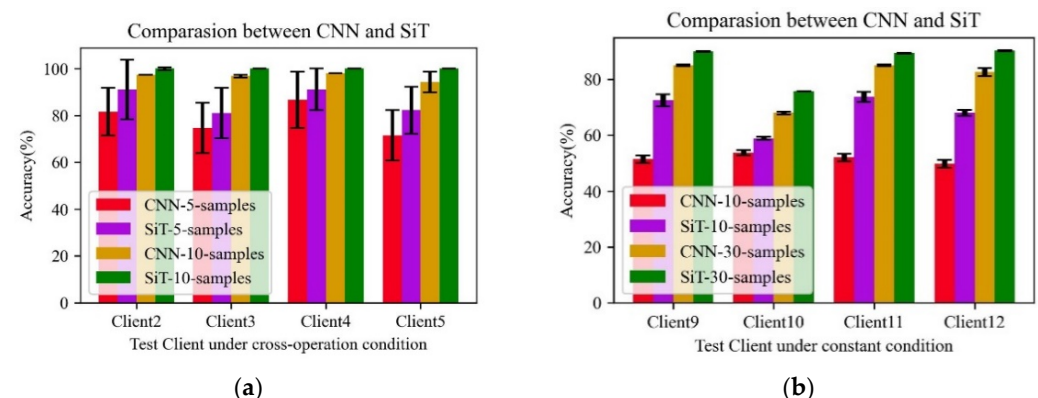 Comparasion between CNN and SiT
100
80
60
40
20
0
Accuracy(%)
CNN-5-samples
SiT-5-samples
CNN-10-samples
SiT-10-samples
Client2 Client3 Client4 Client5
Test Client under cross-operation condition
(a)
Comparasion between CNN and SiT
80
60
40
20
0
Accuracy(%)
CNN-10-samples
SiT-10-samples
CNN-30-samples
SiT-30-samples
Client9 Client10 Client11 Client12
Test Client under constant condition
(b)